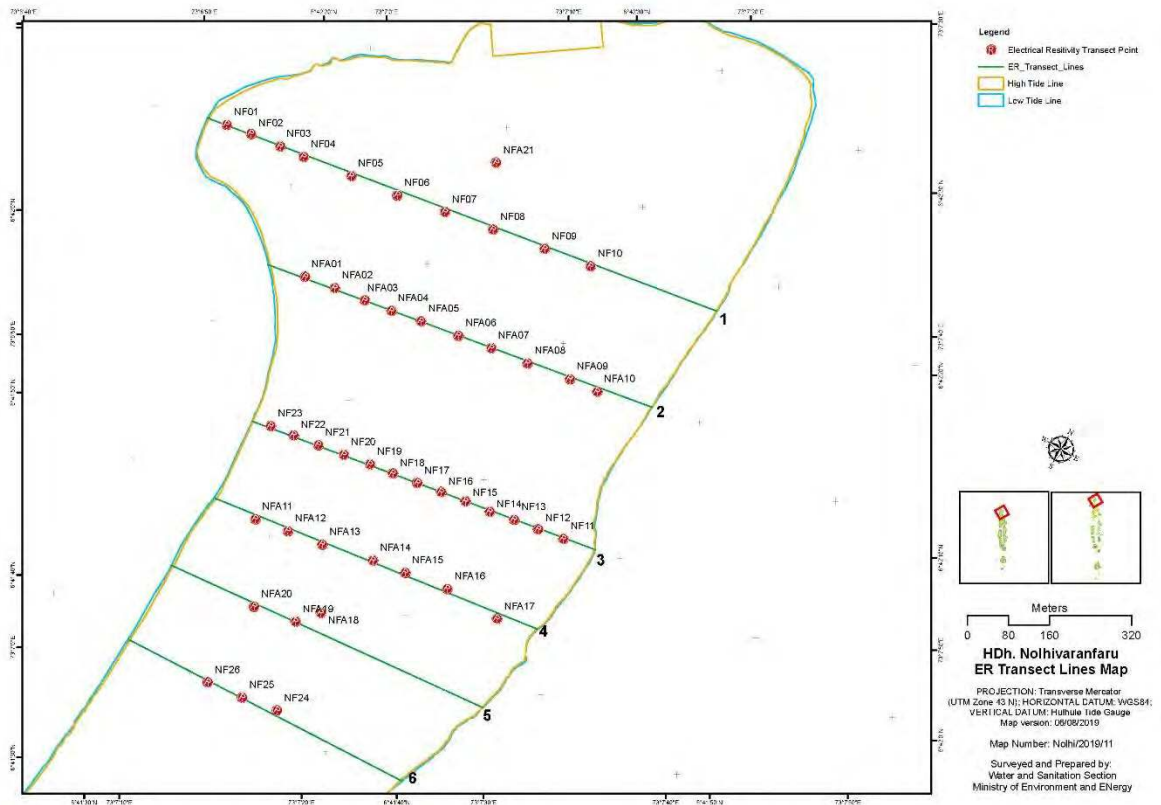 Legend
Electrical Resitivity Transect Point
ER_Transect_Lines
High Tide Line
Low Tide Line
NF01
NF02
NF03
NF04
NFA21
NF05
NF06
NF07
NF08
NF09
NF10
1
NFA01
NFA02
NFA03
NFA04
NFA05
NFA06
NFA07
NFA08
NFA09
NFA10
2
NF23
NF22
NF21
NF20
NF19
NF18
NF17
NF16
NF15
NF14
NF13
NF12
NF11
3
NFA11
NFA12
NFA13
NFA14
NFA15
NFA16
NFA17
4
NFA20
NFA19
NFA18
5
NF26
NF25
NF24
6
N
E
S
W
Meters
0 80 160 320
HDh. Nolhivaranfaru
ER Transect Lines Map
PROJECTION: Transverse Mercator
(UTM Zone 43 N); HORIZONTAL DATUM: WGS84;
VERTICAL DATUM: Hulhule Tide Gauge
Map version: 06/08/2019
Map Number: Nolhi/2019/11
Surveyed and Prepared by:
Water and Sanitation Section
Ministry of Environment and ENergy